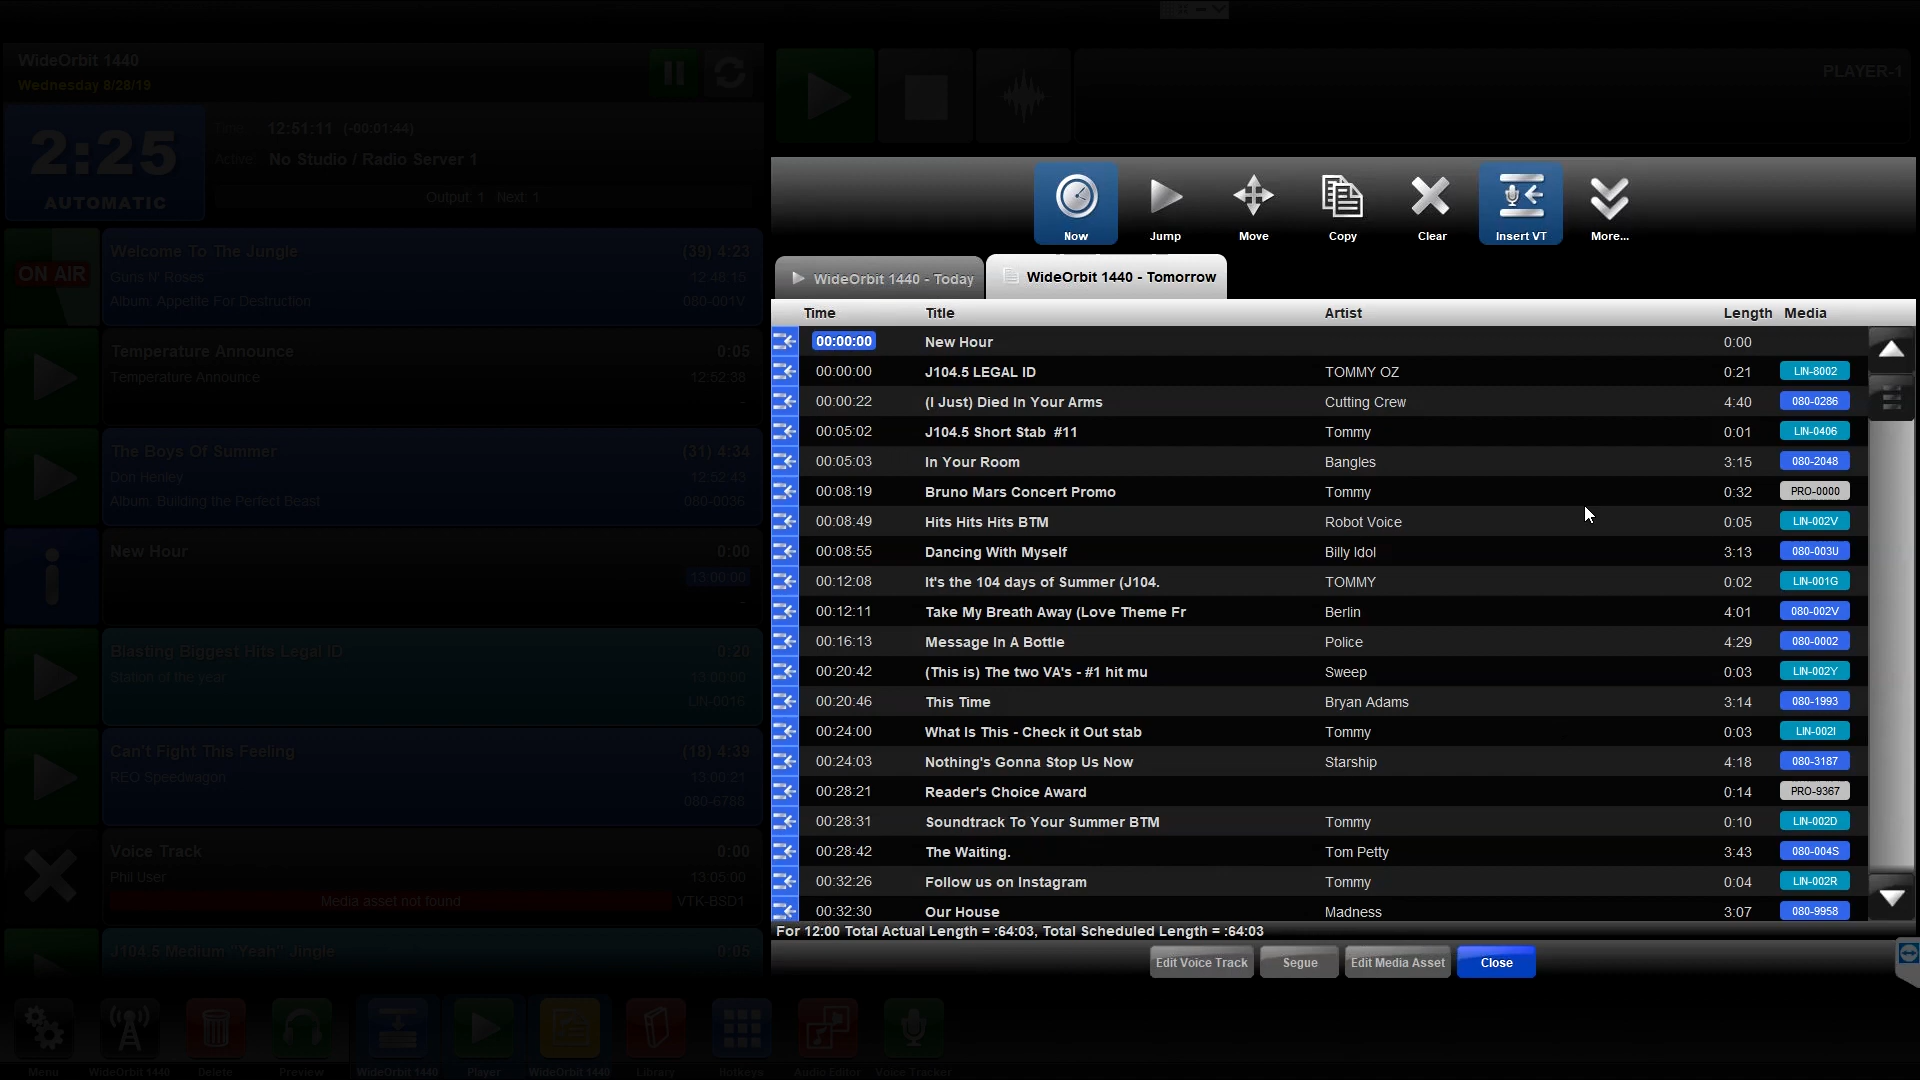 WideOrbit 1440
Wednesday 8/28/19
2:25
AUTOMATIC
Time: 12:51:11 (-00:01:44)
Active: No Studio / Radio Server 1
Output: 1 Next: 1
ON AIR
Welcome To The Jungle (39) 4:23
Guns N' Roses 12:48:15
Album: Appetite For Destruction 080-001V
Temperature Announce 0:05
Temperature Announce 12:52:38
-
The Boys Of Summer (31) 4:34
Don Henley 12:52:43
Album: Building the Perfect Beast 080-0036
New Hour 0:00
13:00:00
-
Blasting Biggest Hits Legal ID 0:20
Station of the year 13:00:00
LIN-0016
Can't Fight This Feeling (18) 4:39
REO Speedwagon 13:00:21
080-6788
Voice Track 0:00
Phil User 13:05:00
Media asset not found VTK-BSD1
J104.5 Medium "Yeah" Jingle 0:05
PLAYER-1
Now Jump Move Copy Clear Insert VT More...
WideOrbit 1440 - Today WideOrbit 1440 - Tomorrow
Time Title Artist Length Media
00:00:00 New Hour 0:00
00:00:00 J104.5 LEGAL ID TOMMY OZ 0:21 LIN-8002
00:00:22 (I Just) Died In Your Arms Cutting Crew 4:40 080-0286
00:05:02 J104.5 Short Stab #11 Tommy 0:01 LIN-0406
00:05:03 In Your Room Bangles 3:15 080-2048
00:08:19 Bruno Mars Concert Promo Tommy 0:32 PRO-0000
00:08:49 Hits Hits Hits BTM Robot Voice 0:05 LIN-002V
00:08:55 Dancing With Myself Billy Idol 3:13 080-003U
00:12:08 It's the 104 days of Summer (J104. TOMMY 0:02 LIN-001G
00:12:11 Take My Breath Away (Love Theme Fr Berlin 4:01 080-002V
00:16:13 Message In A Bottle Police 4:29 080-0002
00:20:42 (This is) The two VA's - #1 hit mu Sweep 0:03 LIN-002Y
00:20:46 This Time Bryan Adams 3:14 080-1993
00:24:00 What Is This - Check it Out stab Tommy 0:03 LIN-002I
00:24:03 Nothing's Gonna Stop Us Now Starship 4:18 080-3187
00:28:21 Reader's Choice Award 0:14 PRO-9367
00:28:31 Soundtrack To Your Summer BTM Tommy 0:10 LIN-002D
00:28:42 The Waiting. Tom Petty 3:43 080-004S
00:32:26 Follow us on Instagram Tommy 0:04 LIN-002R
00:32:30 Our House Madness 3:07 080-9958
For 12:00 Total Actual Length = :64:03, Total Scheduled Length = :64:03
Edit Voice Track Segue Edit Media Asset Close
Menu WideOrbit 1440 Delete Preview WideOrbit 1440 Player WideOrbit 1440 Library Hotkeys Audio Editor Voice Tracker